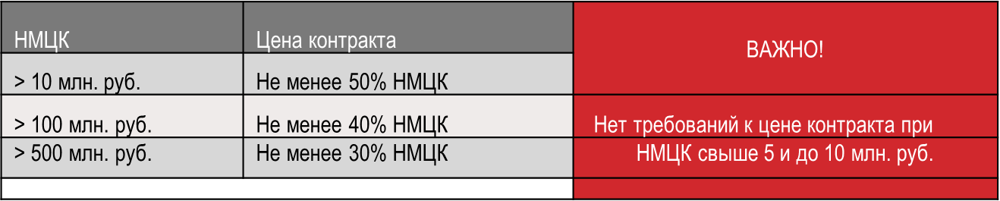 НМЦК
Цена контракта
ВАЖНО!
> 10 млн. руб.
Не менее 50% НМЦК
> 100 млн. руб.
Не менее 40% НМЦК
Нет требований к цене контракта при
> 500 млн. руб.
Не менее 30% НМЦК
НМЦК свыше 5 и до 10 млн. руб.